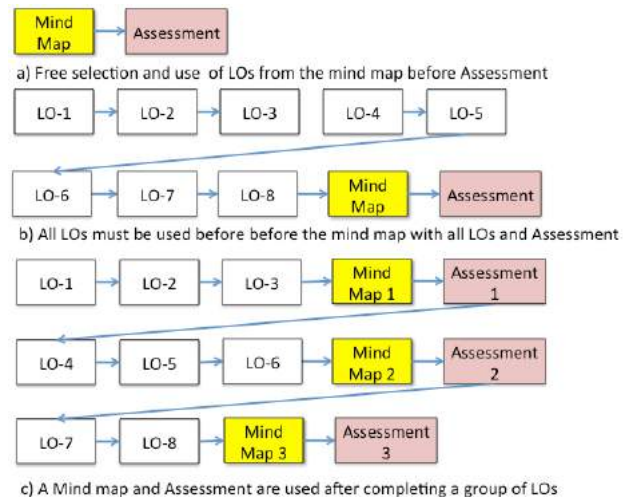 Mind Map Assessment
a) Free selection and use of LOs from the mind map before Assessment
LO-1 LO-2 LO-3 LO-4 LO-5
LO-6 LO-7 LO-8 Mind Map Assessment
b) All LOs must be used before before the mind map with all LOs and Assessment
LO-1 LO-2 LO-3 Mind Map 1 Assessment 1
LO-4 LO-5 LO-6 Mind Map 2 Assessment 2
LO-7 LO-8 Mind Map 3 Assessment 3
c) A Mind map and Assessment are used after completing a group of LOs